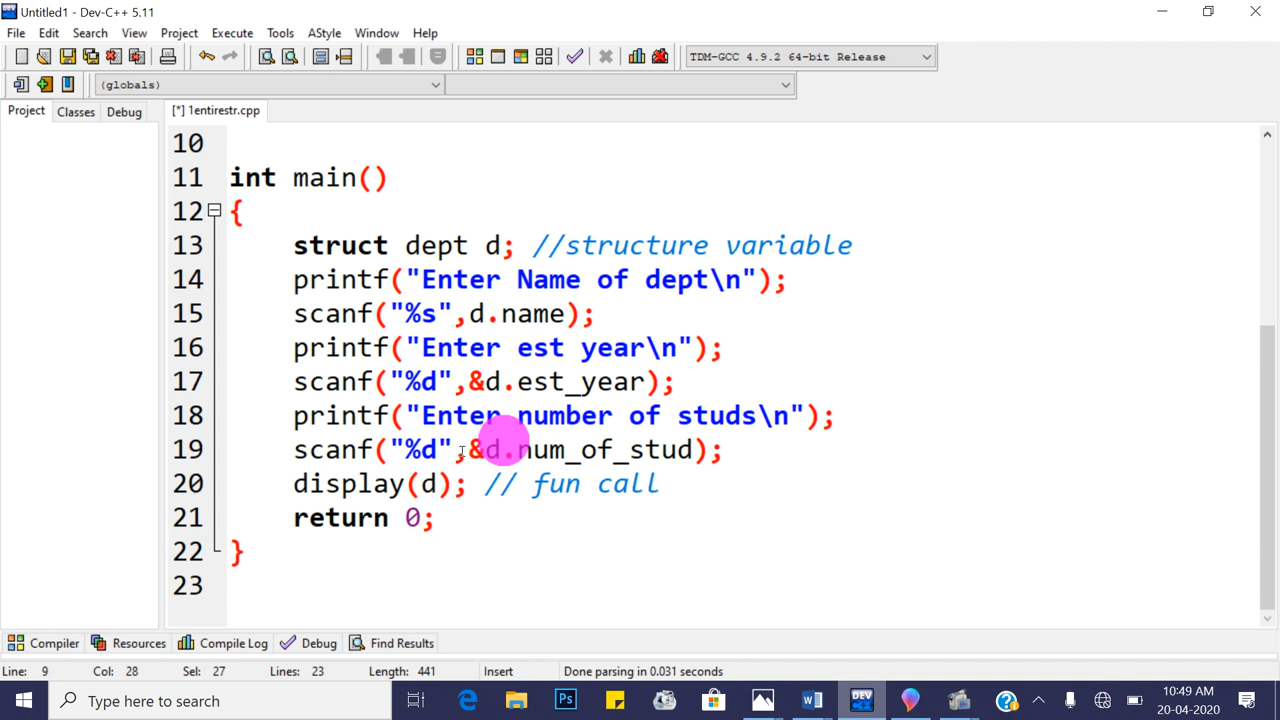 Untitled1 - Dev-C++ 5.11
File Edit Search View Project Execute Tools AStyle Window Help
TDM-GCC 4.9.2 64-bit Release
(globals)
Project Classes Debug [*] 1entirestr.cpp
10
11 int main()
12 {
13 struct dept d; //structure variable
14 printf("Enter Name of dept\n");
15 scanf("%s",d.name);
16 printf("Enter est year\n");
17 scanf("%d",&d.est_year);
18 printf("Enter number of studs\n");
19 scanf("%d",&d.num_of_stud);
20 display(d); // fun call
21 return 0;
22 }
23
Compiler Resources Compile Log Debug Find Results
Line: 9 Col: 28 Sel: 27 Lines: 23 Length: 441 Insert Done parsing in 0.031 seconds
Type here to search
Ps
W
DEV
10:49 AM
20-04-2020